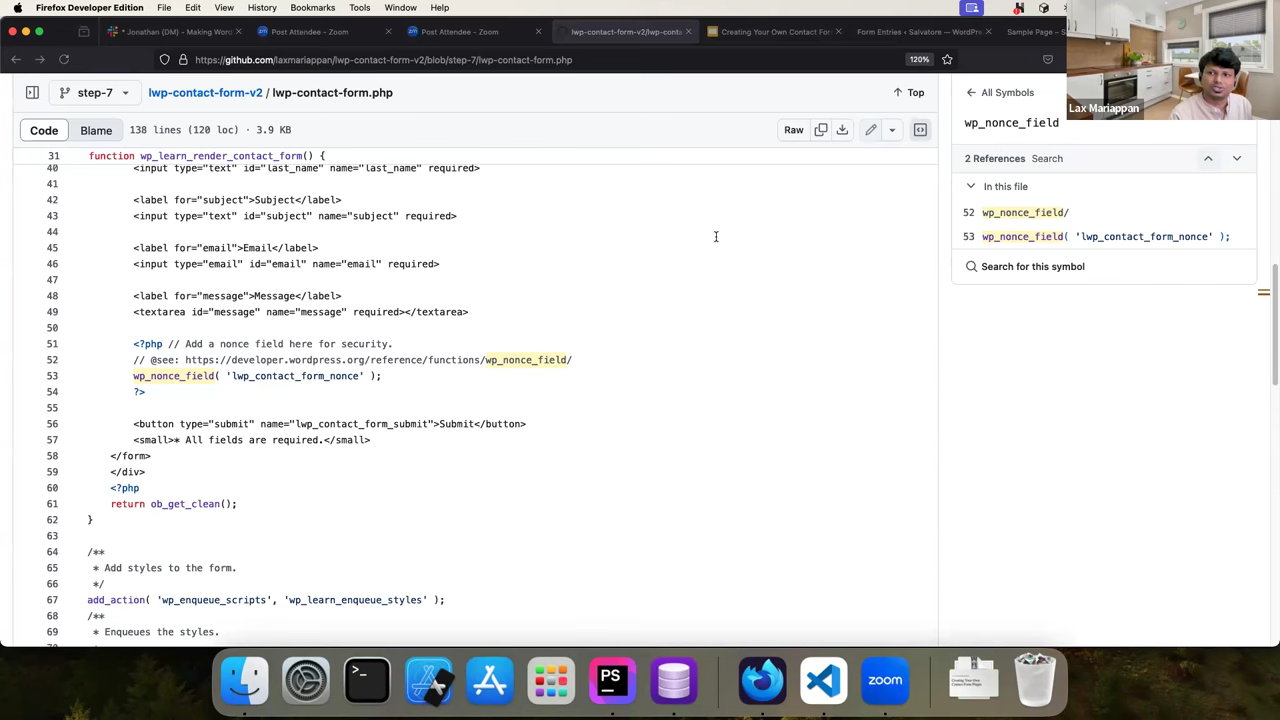 Firefox Developer Edition File Edit View History Bookmarks Tools Window Help
* Jonathan (DM) - Making Wor
Post Attendee - Zoom
Post Attendee - Zoom
lwp-contact-form-v2/lwp-conta
Creating Your Own Contact For
Form Entries ‹ Salvatore — WordPr
Sample Page – S
https://github.com/laxmariappan/lwp-contact-form-v2/blob/step-7/lwp-contact-form.php
120%
Lax Mariappan
step-7
lwp-contact-form-v2 / lwp-contact-form.php
Top
Code
Blame
138 lines (120 loc) · 3.9 KB
Raw
31 function wp_learn_render_contact_form() {
40 <input type="text" id="last_name" name="last_name" required>
41
42 <label for="subject">Subject</label>
43 <input type="text" id="subject" name="subject" required>
44
45 <label for="email">Email</label>
46 <input type="email" id="email" name="email" required>
47
48 <label for="message">Message</label>
49 <textarea id="message" name="message" required></textarea>
50
51 <?php // Add a nonce field here for security.
52 // @see: https://developer.wordpress.org/reference/functions/wp_nonce_field/
53 wp_nonce_field( 'lwp_contact_form_nonce' );
54 ?>
55
56 <button type="submit" name="lwp_contact_form_submit">Submit</button>
57 <small>* All fields are required.</small>
58 </form>
59 </div>
60 <?php
61 return ob_get_clean();
62 }
63
64 /**
65 * Add styles to the form.
66 */
67 add_action( 'wp_enqueue_scripts', 'wp_learn_enqueue_styles' );
68 /**
69 * Enqueues the styles.
All Symbols
wp_nonce_field
2 References Search
In this file
52 wp_nonce_field/
53 wp_nonce_field( 'lwp_contact_form_nonce' );
Search for this symbol
>_
PS
zoom